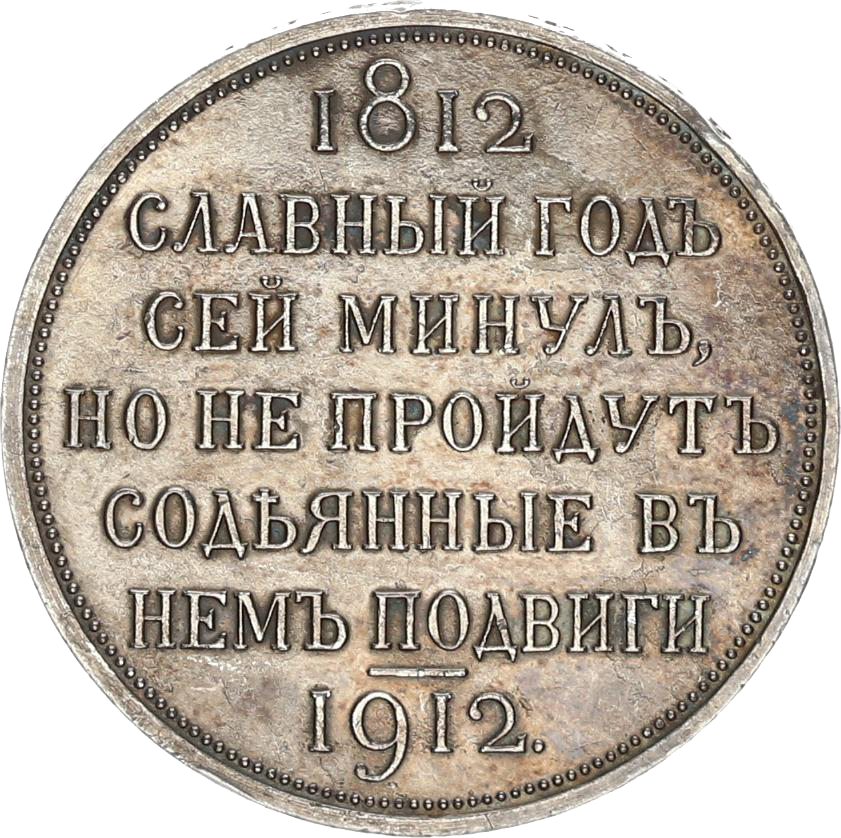 1812
СЛАВНЫЙ ГОДЪ
СЕЙ МИНУЛЪ,
НО НЕ ПРОЙДУТЪ
СОДѢЯННЫЕ ВЪ
НЕМЪ ПОДВИГИ
1912.